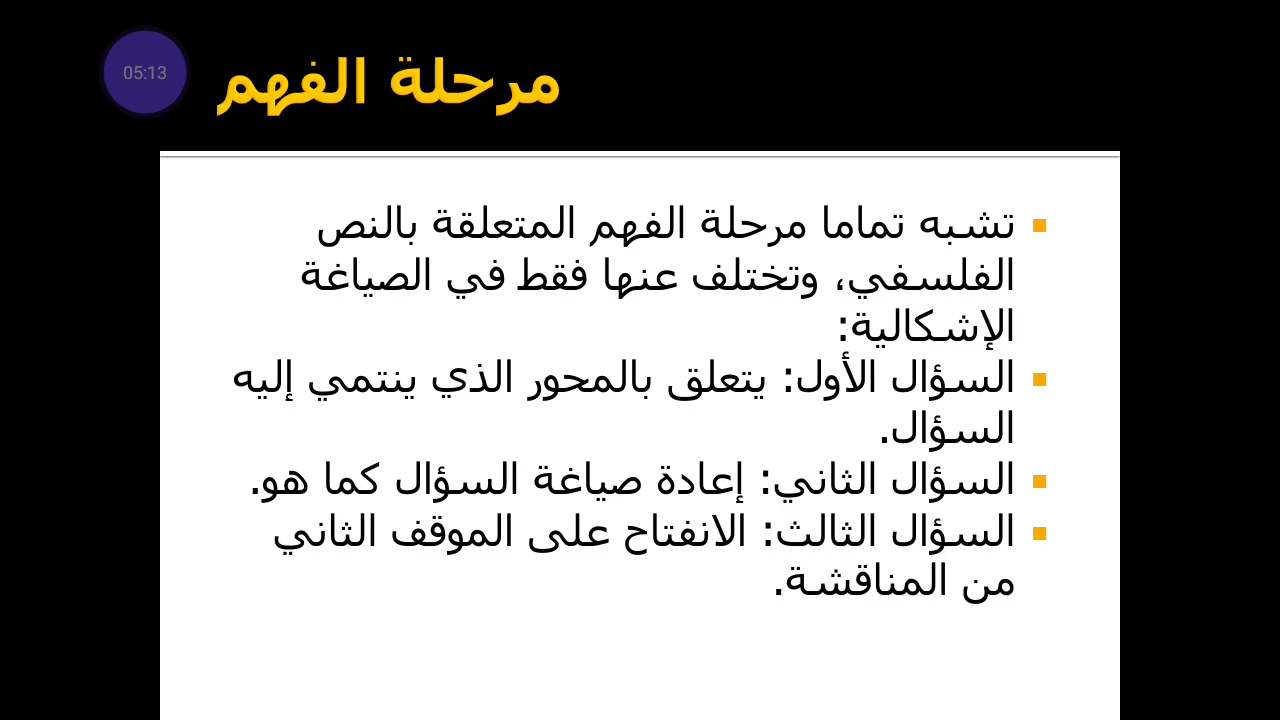 05:13
مرحلة الفهم
تشبه تماما مرحلة الفهم المتعلقة بالنص
الفلسفي، وتختلف عنها فقط في الصياغة
الإشكالية:
السؤال الأول: يتعلق بالمحور الذي ينتمي إليه
السؤال.
السؤال الثاني: إعادة صياغة السؤال كما هو.
السؤال الثالث: الانفتاح على الموقف الثاني
من المناقشة.